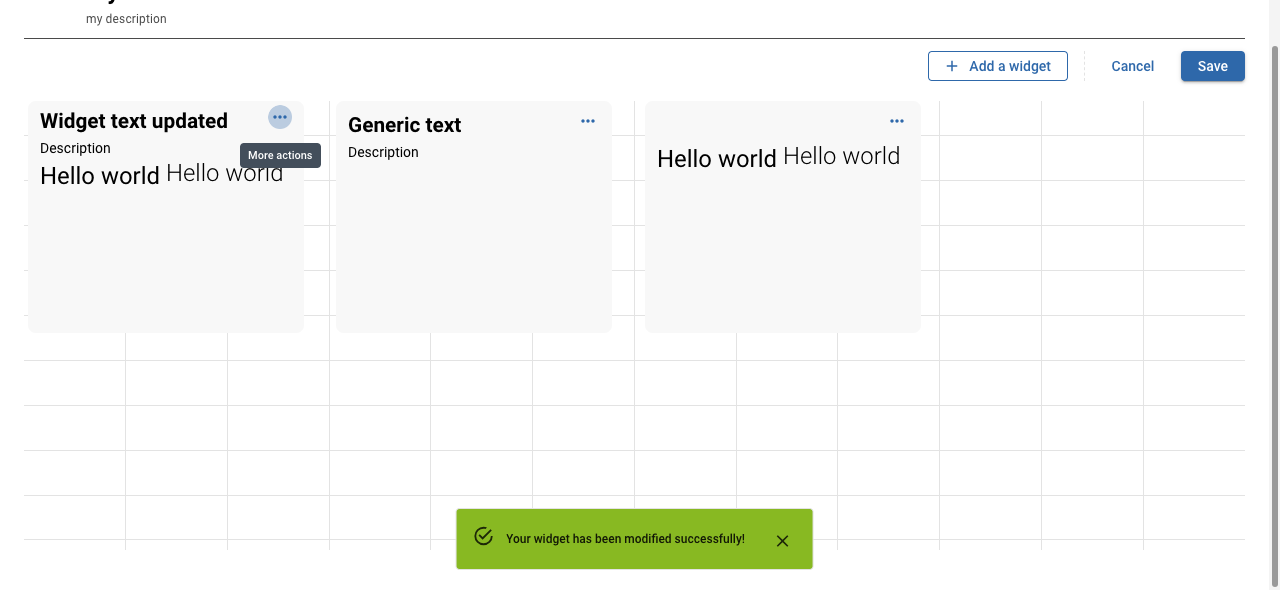 my description
Add a widget
Cancel
Save
Widget text updated
Description
Hello world Hello world
More actions
Generic text
Description
Hello world Hello world
Your widget has been modified successfully!